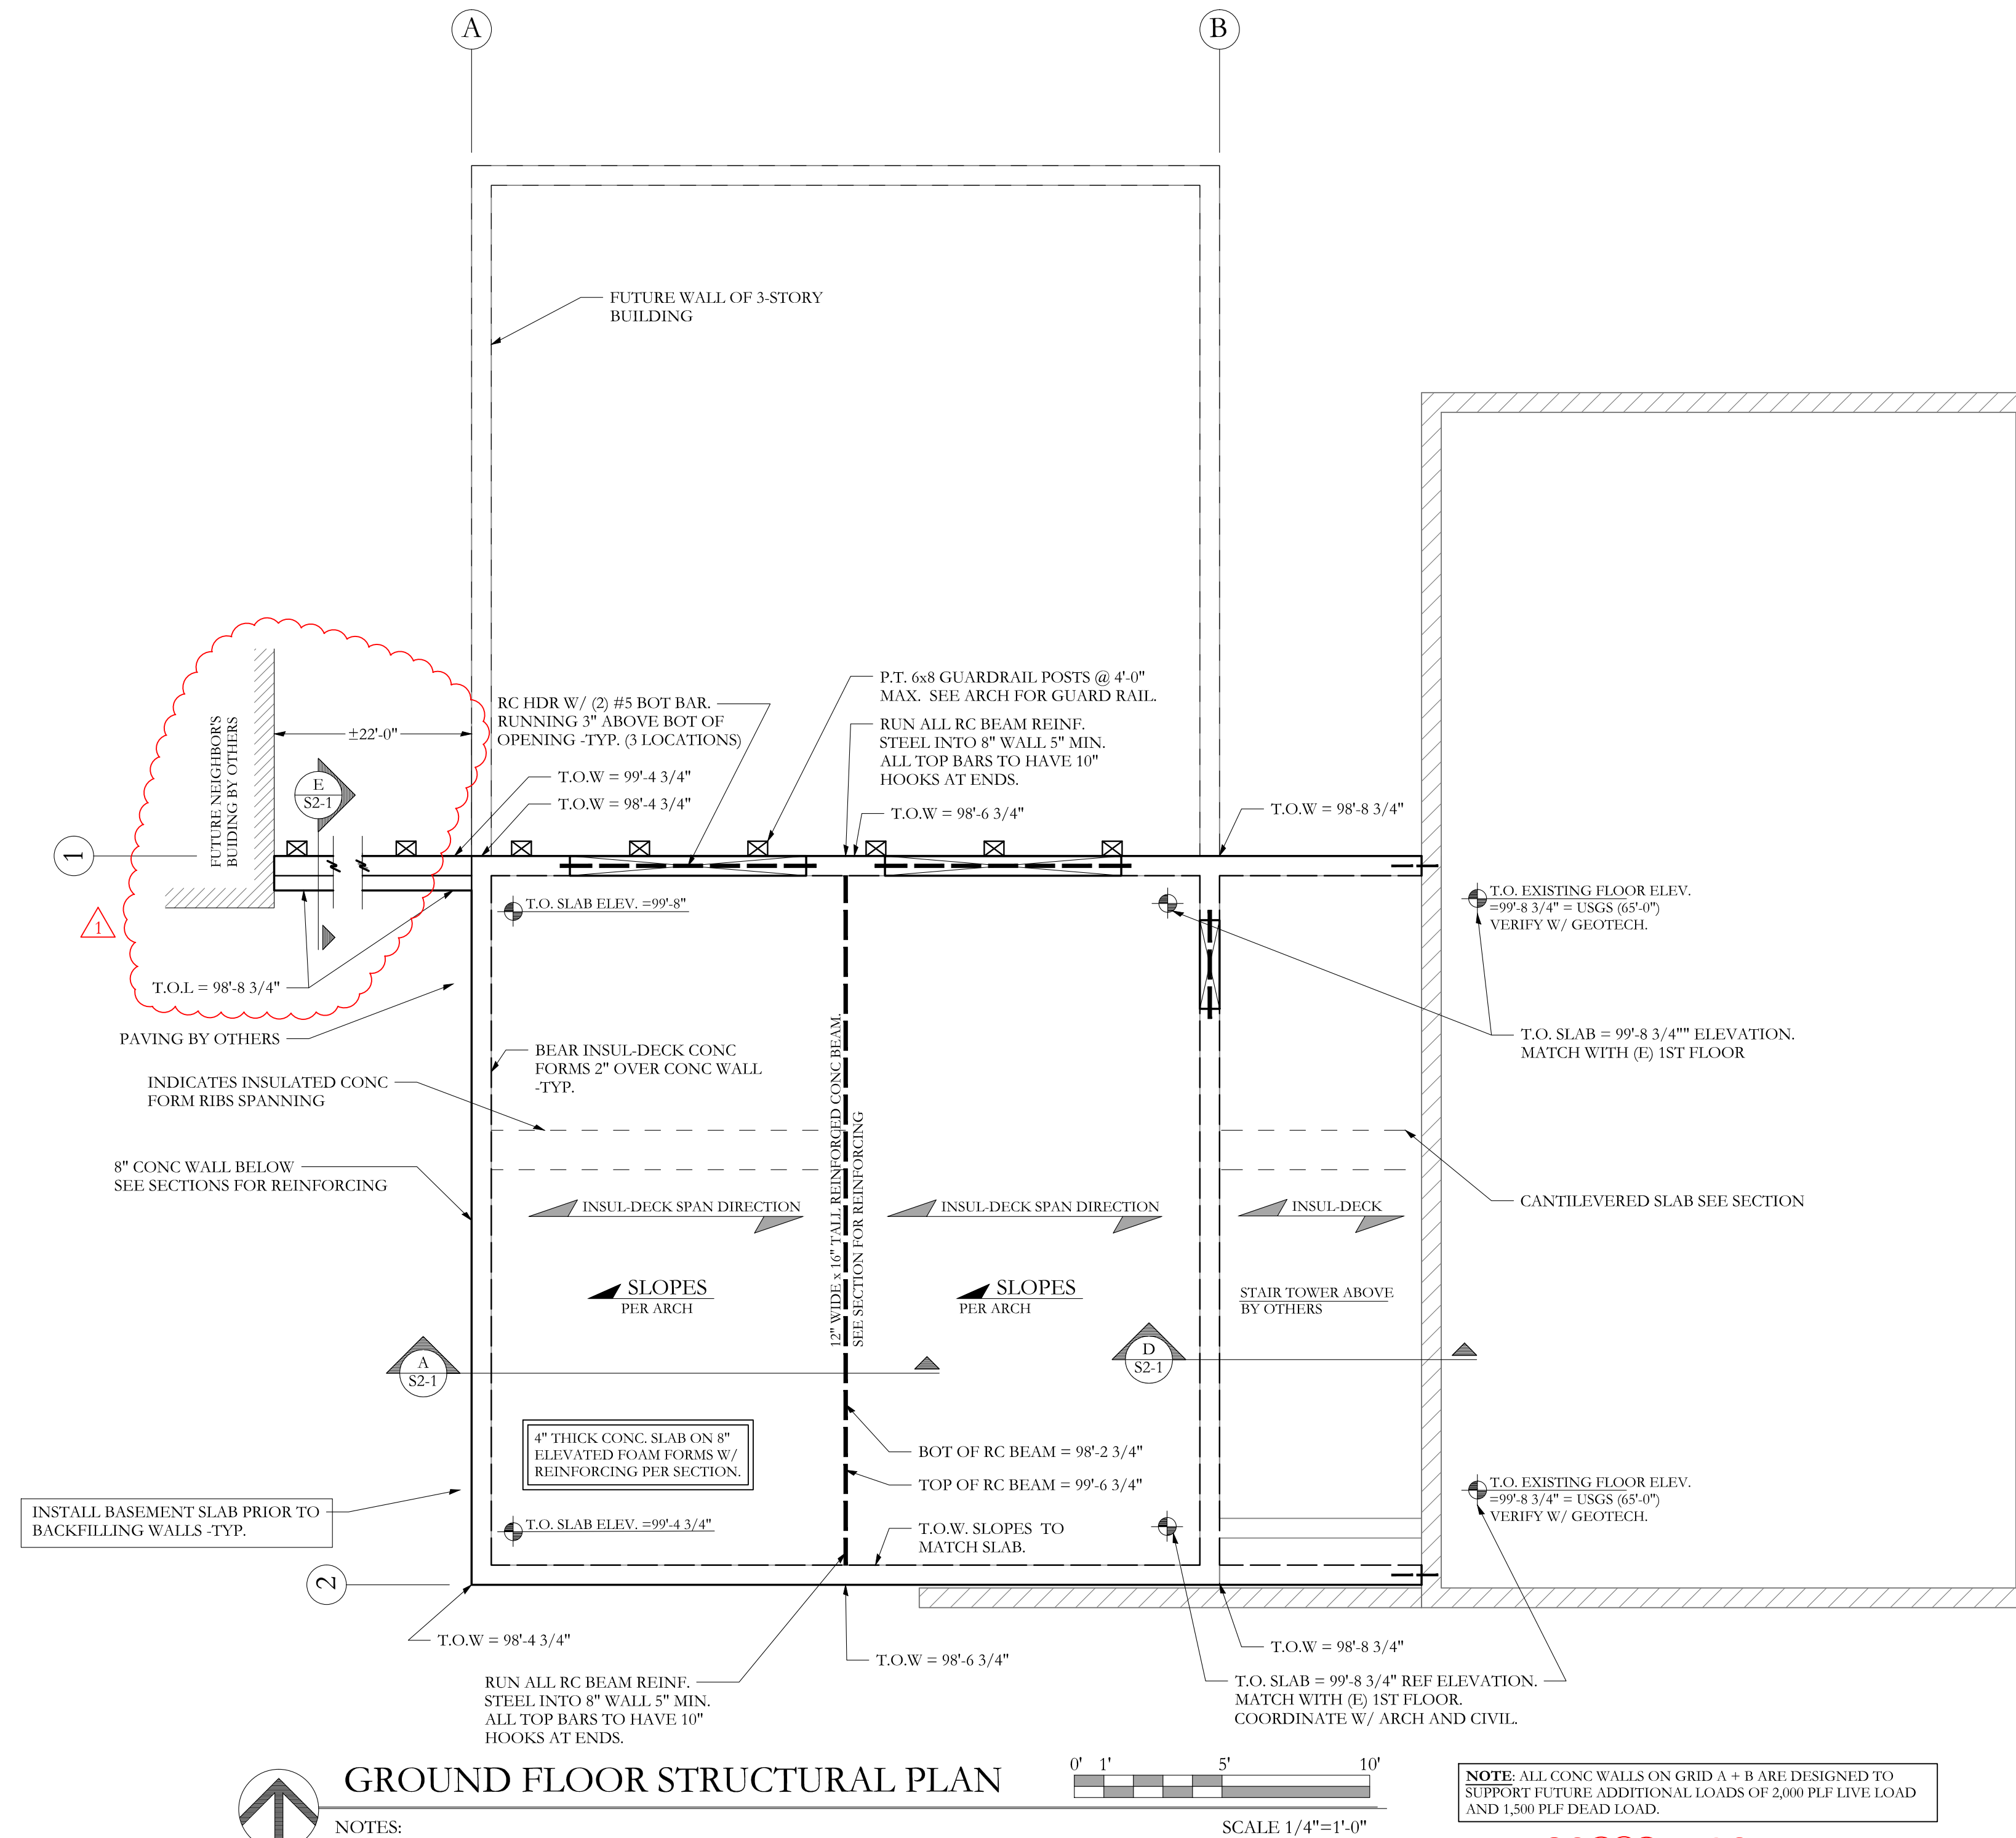 A
B
FUTURE WALL OF 3-STORY
BUILDING
P.T. 6x8 GUARDRAIL POSTS @ 4'-0"
MAX. SEE ARCH FOR GUARD RAIL.
RC HDR W/ (2) #5 BOT BAR.
RUNNING 3" ABOVE BOT OF
OPENING -TYP. (3 LOCATIONS)
RUN ALL RC BEAM REINF.
STEEL INTO 8" WALL 5" MIN.
ALL TOP BARS TO HAVE 10"
HOOKS AT ENDS.
FUTURE NEIGHBOR'S
BUIDING BY OTHERS
±22'-0"
E
S2-1
T.O.W = 99'-4 3/4"
T.O.W = 98'-4 3/4"
T.O.W = 98'-6 3/4"
T.O.W = 98'-8 3/4"
1
1
T.O. SLAB ELEV. =99'-8"
T.O. EXISTING FLOOR ELEV.
=99'-8 3/4" = USGS (65'-0")
VERIFY W/ GEOTECH.
T.O.L = 98'-8 3/4"
PAVING BY OTHERS
BEAR INSUL-DECK CONC
FORMS 2" OVER CONC WALL
-TYP.
T.O. SLAB = 99'-8 3/4"" ELEVATION.
MATCH WITH (E) 1ST FLOOR
INDICATES INSULATED CONC
FORM RIBS SPANNING
12" WIDE x 16" TALL REINFORCED CONC BEAM.
SEE SECTION FOR REINFORCING
8" CONC WALL BELOW
SEE SECTIONS FOR REINFORCING
INSUL-DECK SPAN DIRECTION
INSUL-DECK SPAN DIRECTION
INSUL-DECK
CANTILEVERED SLAB SEE SECTION
SLOPES
PER ARCH
SLOPES
PER ARCH
STAIR TOWER ABOVE
BY OTHERS
A
S2-1
D
S2-1
4" THICK CONC. SLAB ON 8"
ELEVATED FOAM FORMS W/
REINFORCING PER SECTION.
BOT OF RC BEAM = 98'-2 3/4"
TOP OF RC BEAM = 99'-6 3/4"
INSTALL BASEMENT SLAB PRIOR TO
BACKFILLING WALLS -TYP.
T.O. SLAB ELEV. =99'-4 3/4"
T.O.W. SLOPES TO
MATCH SLAB.
T.O. EXISTING FLOOR ELEV.
=99'-8 3/4" = USGS (65'-0")
VERIFY W/ GEOTECH.
2
T.O.W = 98'-4 3/4"
T.O.W = 98'-6 3/4"
T.O.W = 98'-8 3/4"
RUN ALL RC BEAM REINF.
STEEL INTO 8" WALL 5" MIN.
ALL TOP BARS TO HAVE 10"
HOOKS AT ENDS.
T.O. SLAB = 99'-8 3/4" REF ELEVATION.
MATCH WITH (E) 1ST FLOOR.
COORDINATE W/ ARCH AND CIVIL.
GROUND FLOOR STRUCTURAL PLAN
0' 1' 5' 10'
NOTES:
SCALE 1/4"=1'-0"
NOTE: ALL CONC WALLS ON GRID A + B ARE DESIGNED TO
SUPPORT FUTURE ADDITIONAL LOADS OF 2,000 PLF LIVE LOAD
AND 1,500 PLF DEAD LOAD.